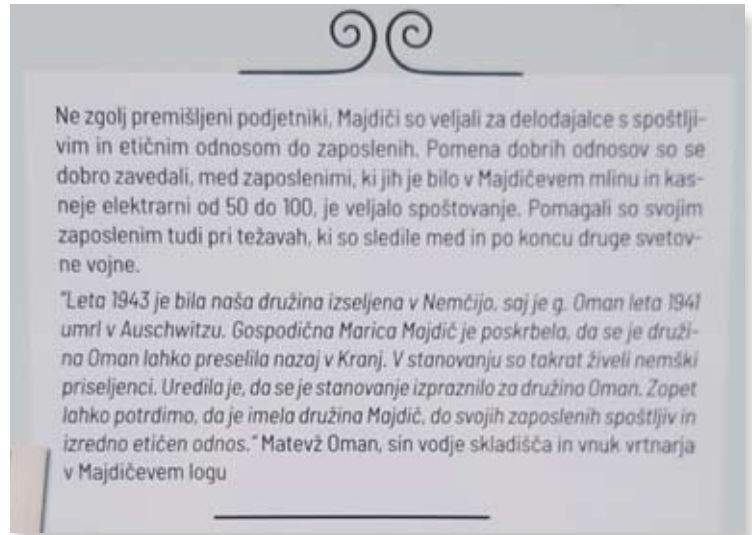 Ne zgolj premišljeni podjetniki, Majdiči so veljali za delodajalce s spoštlji-
vim in etičnim odnosom do zaposlenih. Pomena dobrih odnosov so se
dobro zavedali, med zaposlenimi, ki jih je bilo v Majdičevem mlinu in kas-
neje elektrarni od 50 do 100, je veljalo spoštovanje. Pomagali so svojim
zaposlenim tudi pri težavah, ki so sledile med in po koncu druge svetov-
ne vojne.
"Leta 1943 je bila naša družina izseljena v Nemčijo, saj je g. Oman leta 1941
umrl v Auschwitzu. Gospodična Marica Majdič je poskrbela, da se je druži-
na Oman lahko preselila nazaj v Kranj. V stanovanju so takrat živeli nemški
priseljenci. Uredila je, da se je stanovanje izpraznilo za družino Oman. Zopet
lahko potrdimo, da je imela družina Majdič, do svojih zaposlenih spoštljiv in
izredno etičen odnos." Matevž Oman, sin vodje skladišča in vnuk vrtnarja
v Majdičevem logu